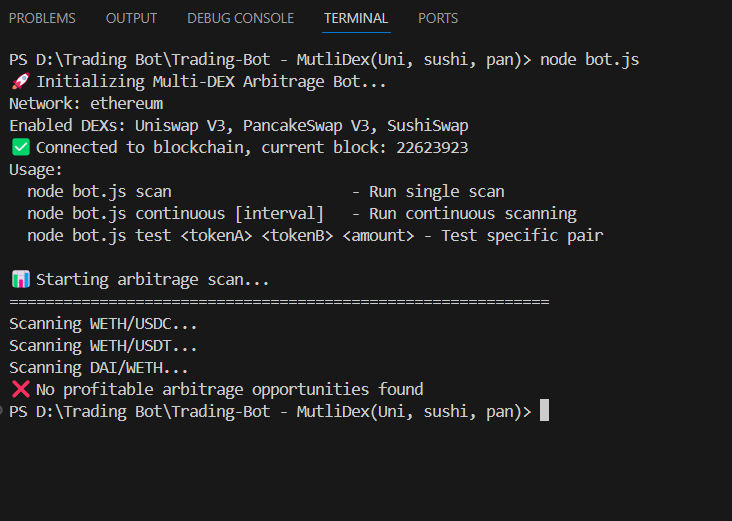 PROBLEMS OUTPUT DEBUG CONSOLE TERMINAL PORTS
PS D:\Trading Bot\Trading-Bot - MutliDex(Uni, sushi, pan)> node bot.js
🚀 Initializing Multi-DEX Arbitrage Bot...
Network: ethereum
Enabled DEXs: Uniswap V3, PancakeSwap V3, SushiSwap
✅ Connected to blockchain, current block: 22623923
Usage:
  node bot.js scan                    - Run single scan
  node bot.js continuous [interval]   - Run continuous scanning
  node bot.js test <tokenA> <tokenB> <amount> - Test specific pair
📊 Starting arbitrage scan...
============================================================
Scanning WETH/USDC...
Scanning WETH/USDT...
Scanning DAI/WETH...
❌ No profitable arbitrage opportunities found
PS D:\Trading Bot\Trading-Bot - MutliDex(Uni, sushi, pan)>